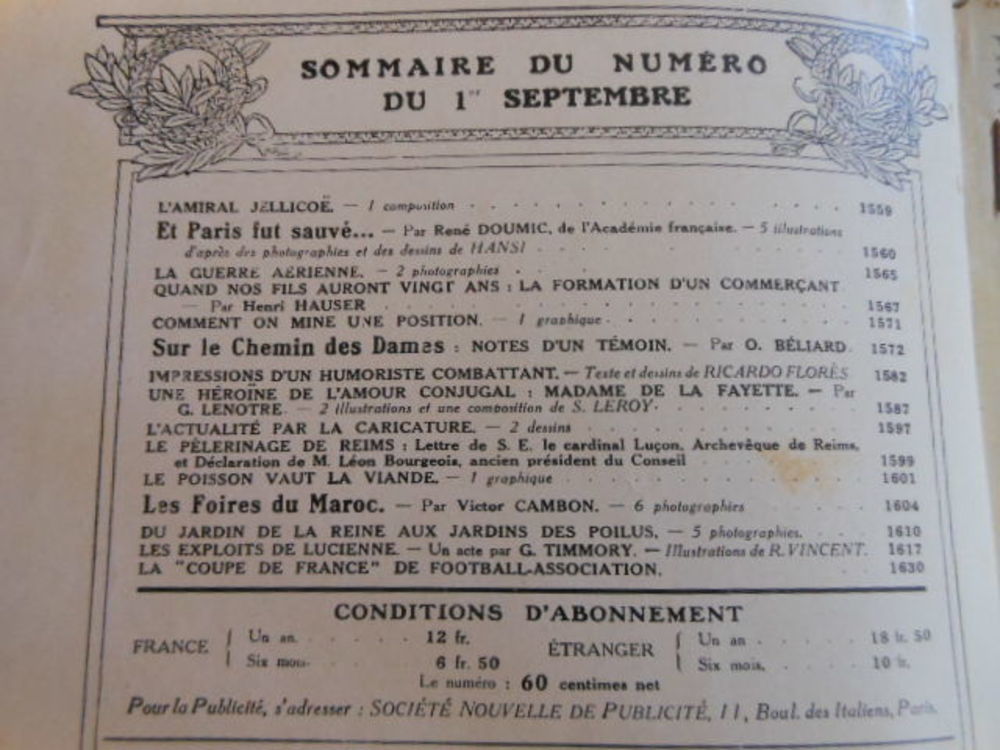 SOMMAIRE DU NUMÉRO
DU 1er SEPTEMBRE
L'AMIRAL JELLICOË. — 1 composition 1559
Et Paris fut sauvé... — Par René DOUMIC, de l'Académie française. — 5 illustrations
d'après des photographies et des dessins de HANSI 1560
LA GUERRE AÉRIENNE. — 2 photographies 1565
QUAND NOS FILS AURONT VINGT ANS : LA FORMATION D'UN COMMERÇANT
— Par Henri HAUSER 1567
COMMENT ON MINE UNE POSITION. — 1 graphique 1571
Sur le Chemin des Dames : NOTES D'UN TÉMOIN. — Par O. BÉLIARD 1572
IMPRESSIONS D'UN HUMORISTE COMBATTANT. — Texte et dessins de RICARDO FLORÈS 1582
UNE HÉROÏNE DE L'AMOUR CONJUGAL : MADAME DE LA FAYETTE. — Par
G. LENOTRE — 2 illustrations et une composition de S. LEROY 1587
L'ACTUALITÉ PAR LA CARICATURE. — 2 dessins 1597
LE PÈLERINAGE DE REIMS : Lettre de S. E. le cardinal Luçon, Archevêque de Reims,
et Déclaration de M. Léon Bourgeois, ancien président du Conseil 1599
LE POISSON VAUT LA VIANDE. — 1 graphique 1601
Les Foires du Maroc. — Par Victor CAMBON. — 6 photographies 1604
DU JARDIN DE LA REINE AUX JARDINS DES POILUS. — 5 photographies. 1610
LES EXPLOITS DE LUCIENNE. — Un acte par G. TIMMORY. — Illustrations de R. VINCENT. 1617
LA "COUPE DE FRANCE" DE FOOTBALL-ASSOCIATION. 1630
CONDITIONS D'ABONNEMENT
FRANCE Un an. 12 fr. ÉTRANGER Un an 18 fr. 50
Six mois. 6 fr. 50 Six mois. 10 fr.
Le numéro : 60 centimes net
Pour la Publicité, s'adresser : SOCIÉTÉ NOUVELLE DE PUBLICITÉ, 11, Boul. des Italiens, Paris.